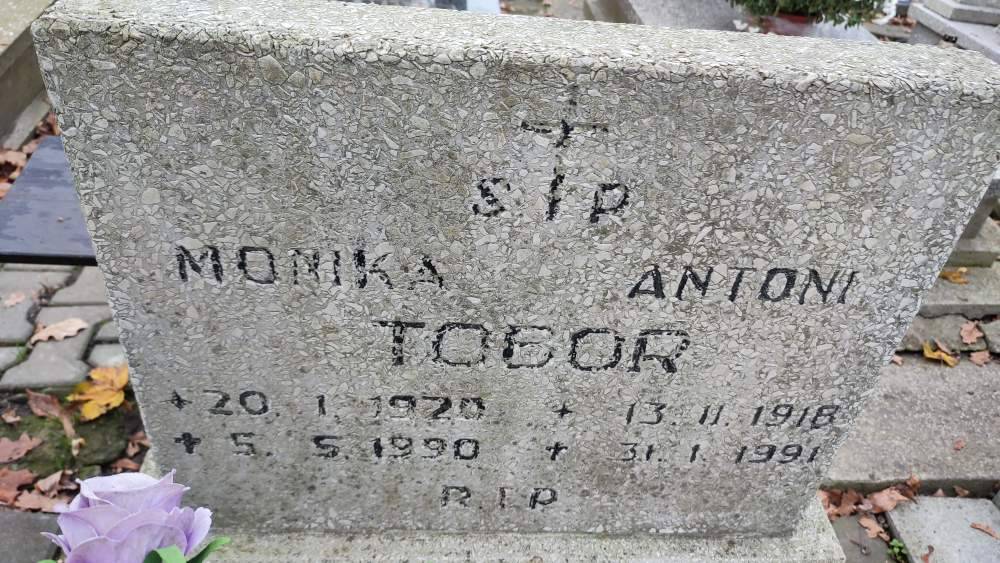 Ś P
MONIKA ANTONI
TOBOR
20. 1. 1920 13. 11. 1918
+ 5. 5. 1990 + 31. 1. 1991
R.I.P